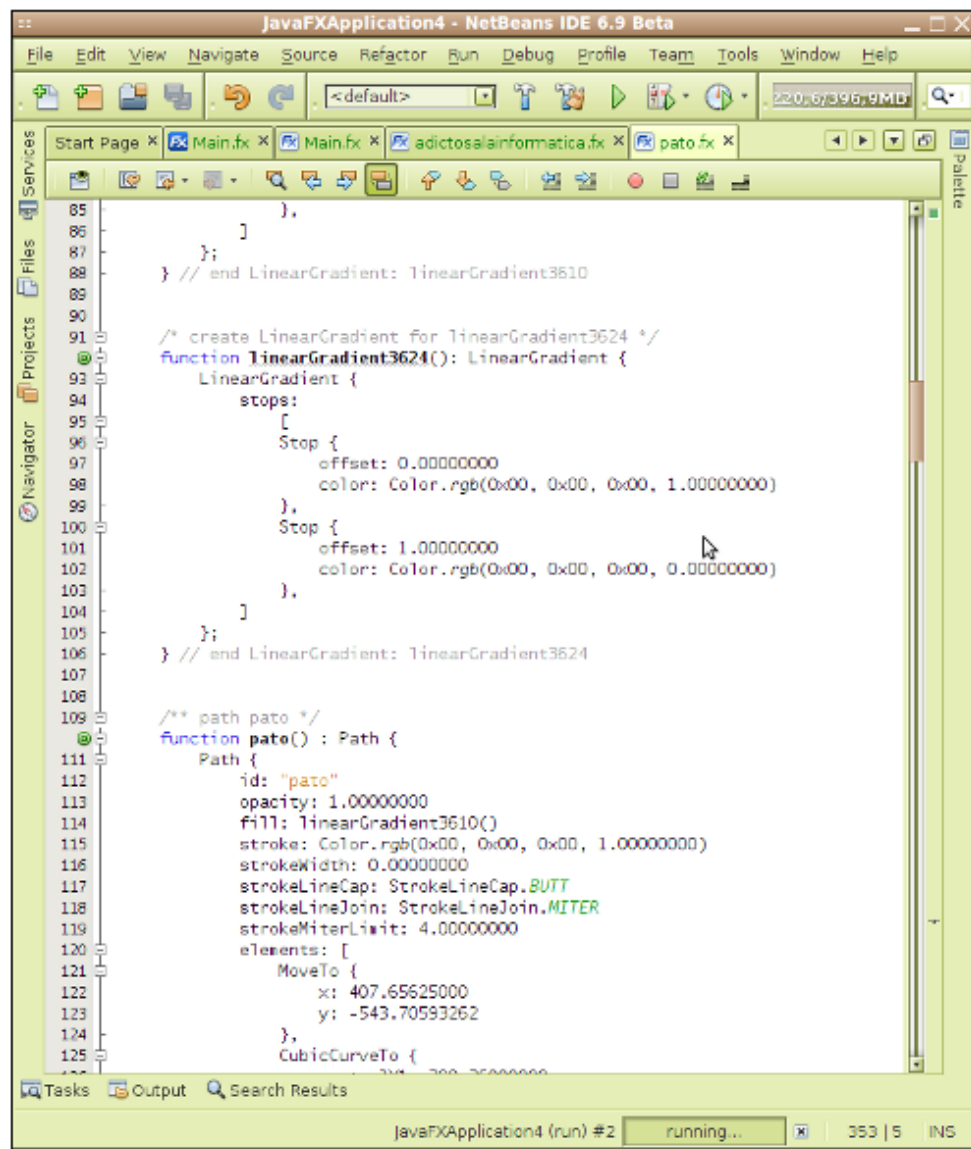 JavaFXApplication4 - NetBeans IDE 6.9 Beta
File Edit View Navigate Source Refactor Run Debug Profile Team Tools Window Help
<default> 220.6/396.9MB
Start Page Main.fx Main.fx adictosalainformatica.fx pato.fx
Services
Files
Projects
Navigator
Palette
85 },
86 ]
87 };
88 } // end LinearGradient: linearGradient3610
89
90
91 /* create LinearGradient for linearGradient3624 */
function linearGradient3624(): LinearGradient {
93 LinearGradient {
94 stops:
95 [
96 Stop {
97 offset: 0.00000000
98 color: Color.rgb(0x00, 0x00, 0x00, 1.00000000)
99 },
100 Stop {
101 offset: 1.00000000
102 color: Color.rgb(0x00, 0x00, 0x00, 0.00000000)
103 },
104 ]
105 };
106 } // end LinearGradient: linearGradient3624
107
108
109 /** path pato */
function pato() : Path {
111 Path {
112 id: "pato"
113 opacity: 1.00000000
114 fill: linearGradient3610()
115 stroke: Color.rgb(0x00, 0x00, 0x00, 1.00000000)
116 strokeWidth: 0.00000000
117 strokeLineCap: StrokeLineCap.BUTT
118 strokeLineJoin: StrokeLineJoin.MITER
119 strokeMiterLimit: 4.00000000
120 elements: [
121 MoveTo {
122 x: 407.65625000
123 y: -543.70593262
124 },
125 CubicCurveTo {
Tasks Output Search Results
JavaFXApplication4 (run) #2 running... 353 | 5 INS